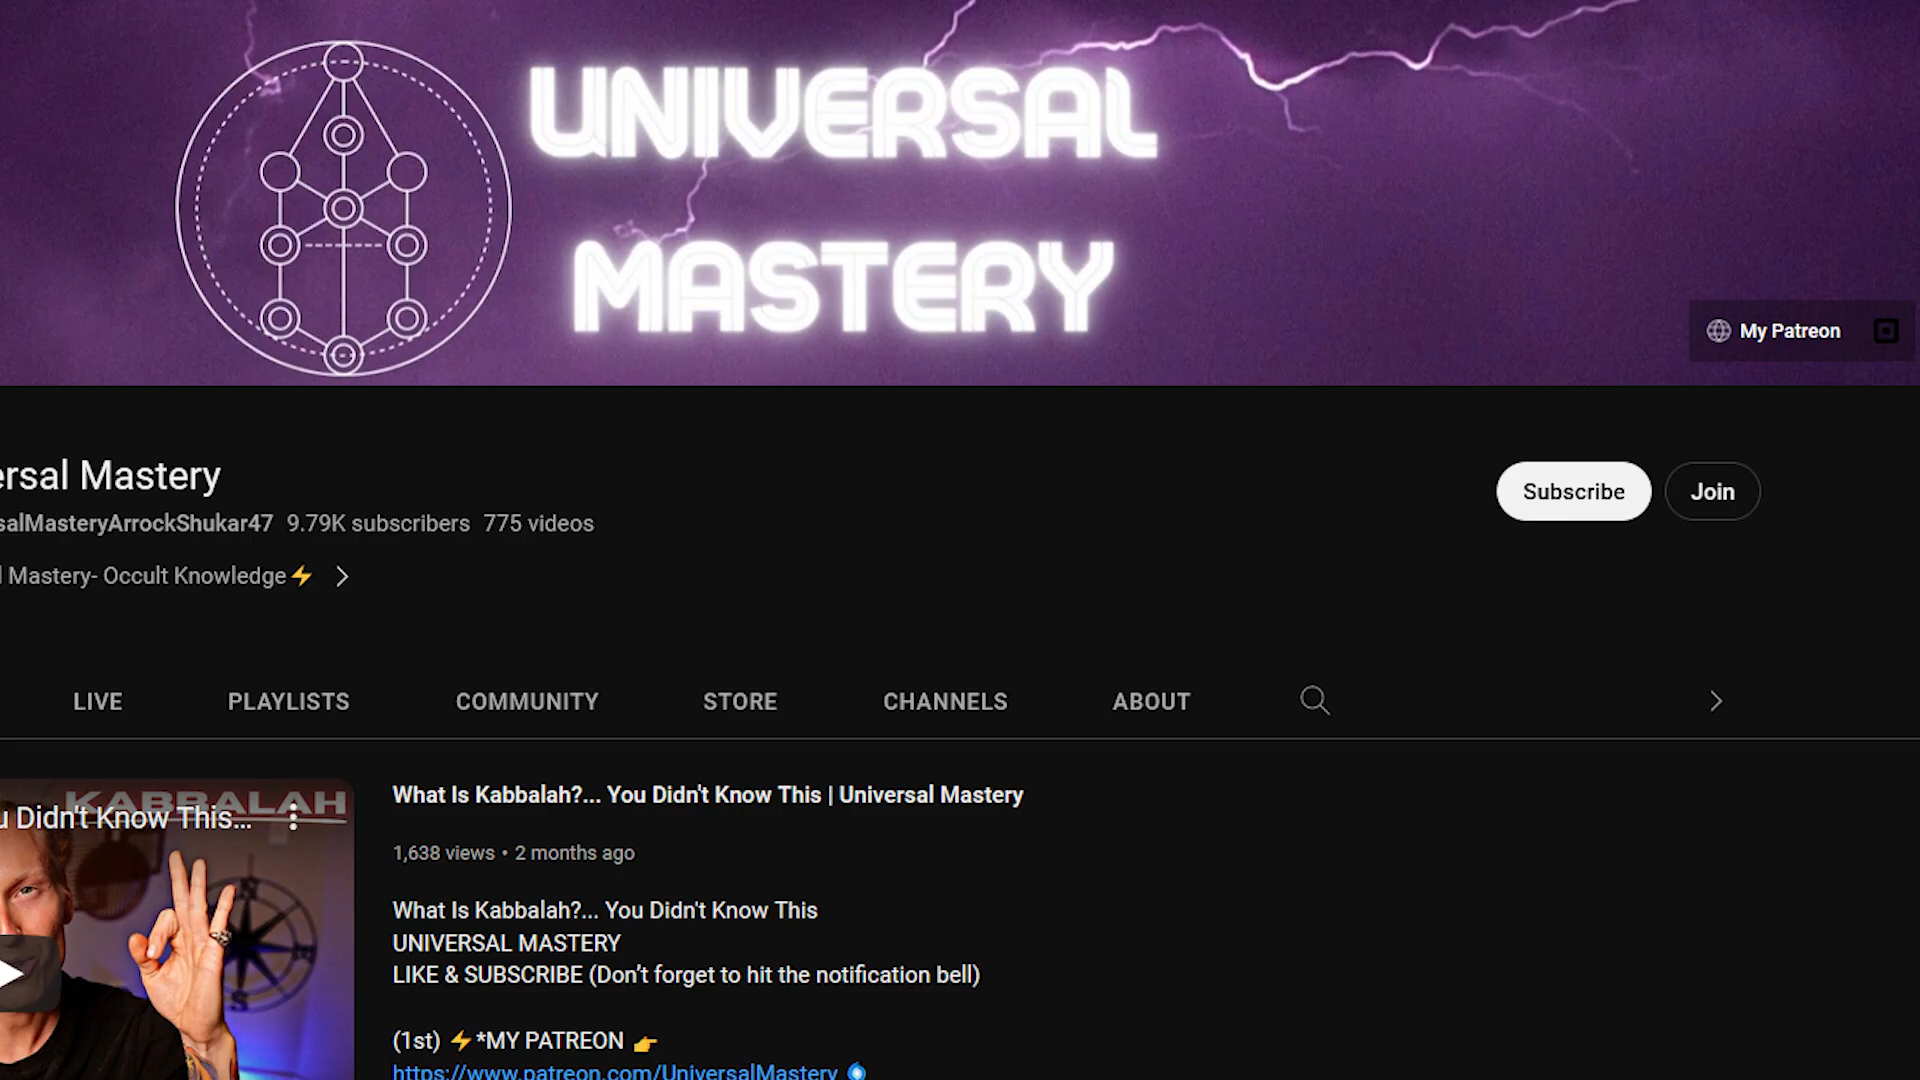 UNIVERSAL
MASTERY
My Patreon
ersal Mastery
Subscribe
Join
salMasteryArrockShukar47 9.79K subscribers 775 videos
l Mastery- Occult Knowledge⚡
LIVE PLAYLISTS COMMUNITY STORE CHANNELS ABOUT
KABBALAH
u Didn't Know This...
S
What Is Kabbalah?... You Didn't Know This | Universal Mastery
1,638 views • 2 months ago
What Is Kabbalah?... You Didn't Know This
UNIVERSAL MASTERY
LIKE & SUBSCRIBE (Don't forget to hit the notification bell)
(1st) ⚡*MY PATREON 👉
https://www.patreon.com/UniversalMastery